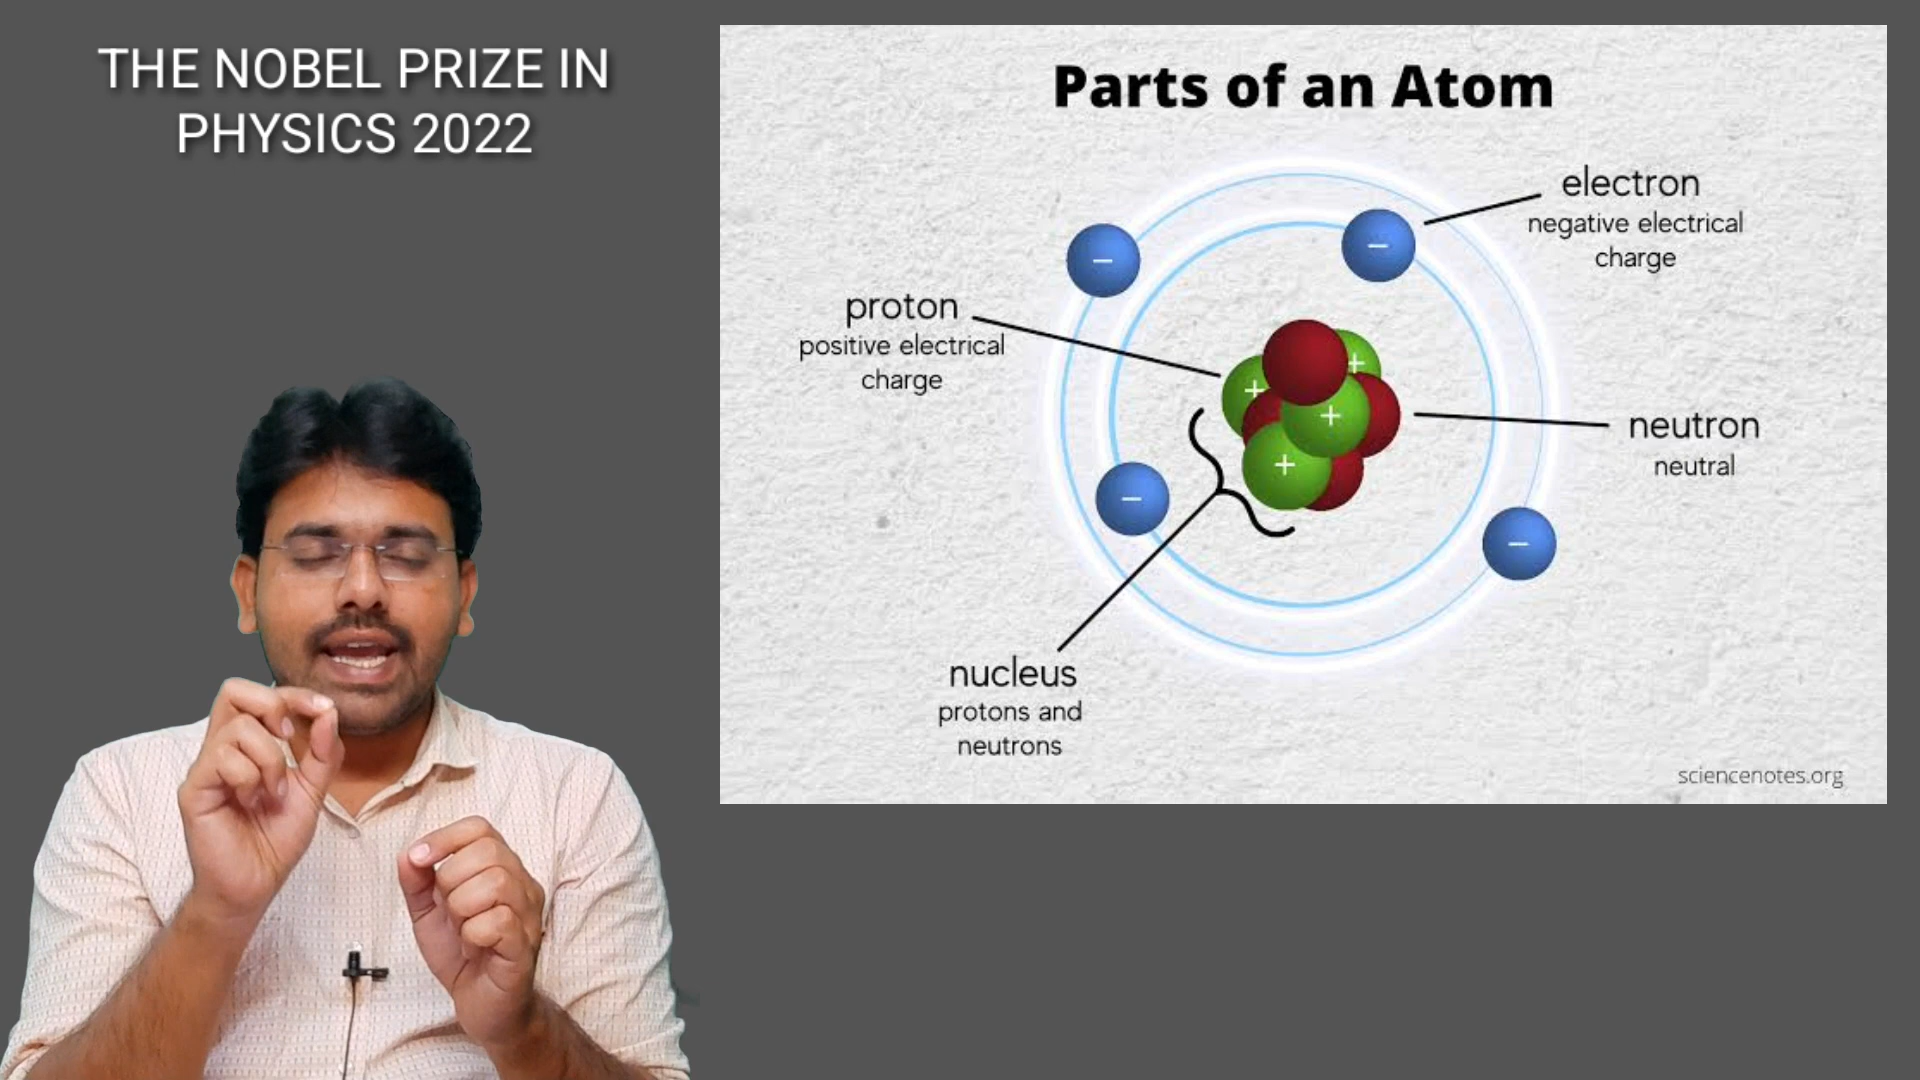 THE NOBEL PRIZE IN
PHYSICS 2022
Parts of an Atom
electron
negative electrical
charge
proton
positive electrical
charge
neutron
neutral
nucleus
protons and
neutrons
sciencenotes.org
−
−
−
−
+
+
+
+